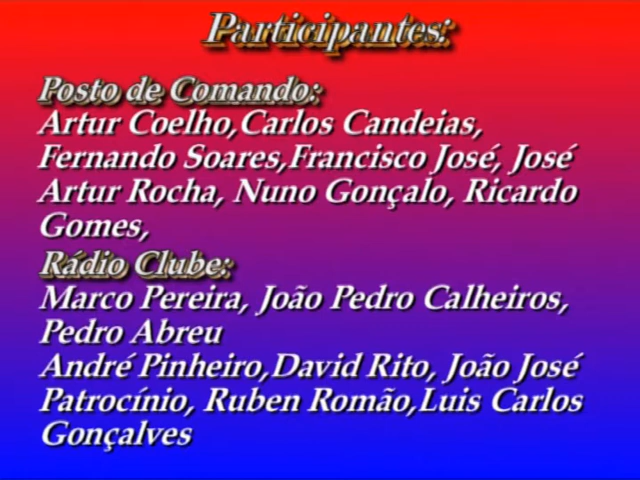 Participantes:
Posto de Comando:
Artur Coelho,Carlos Candeias,
Fernando Soares,Francisco José, José
Artur Rocha, Nuno Gonçalo, Ricardo
Gomes,
Rádio Clube:
Marco Pereira, João Pedro Calheiros,
Pedro Abreu
André Pinheiro,David Rito, João José
Patrocínio, Ruben Romão,Luis Carlos
Gonçalves